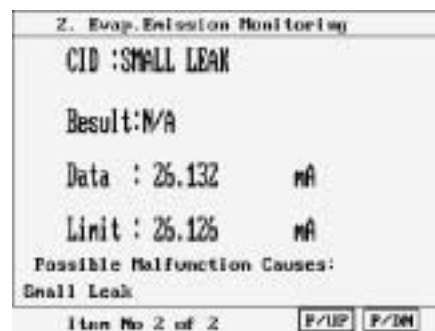 2. Evap.Emission Monitoring
CID :SMALL LEAK
Result:N/A
Data : 26.132 mA
Limit : 26.126 mA
Possible Malfunction Causes:
Small Leak
Item No 2 of 2 P/UP P/DN